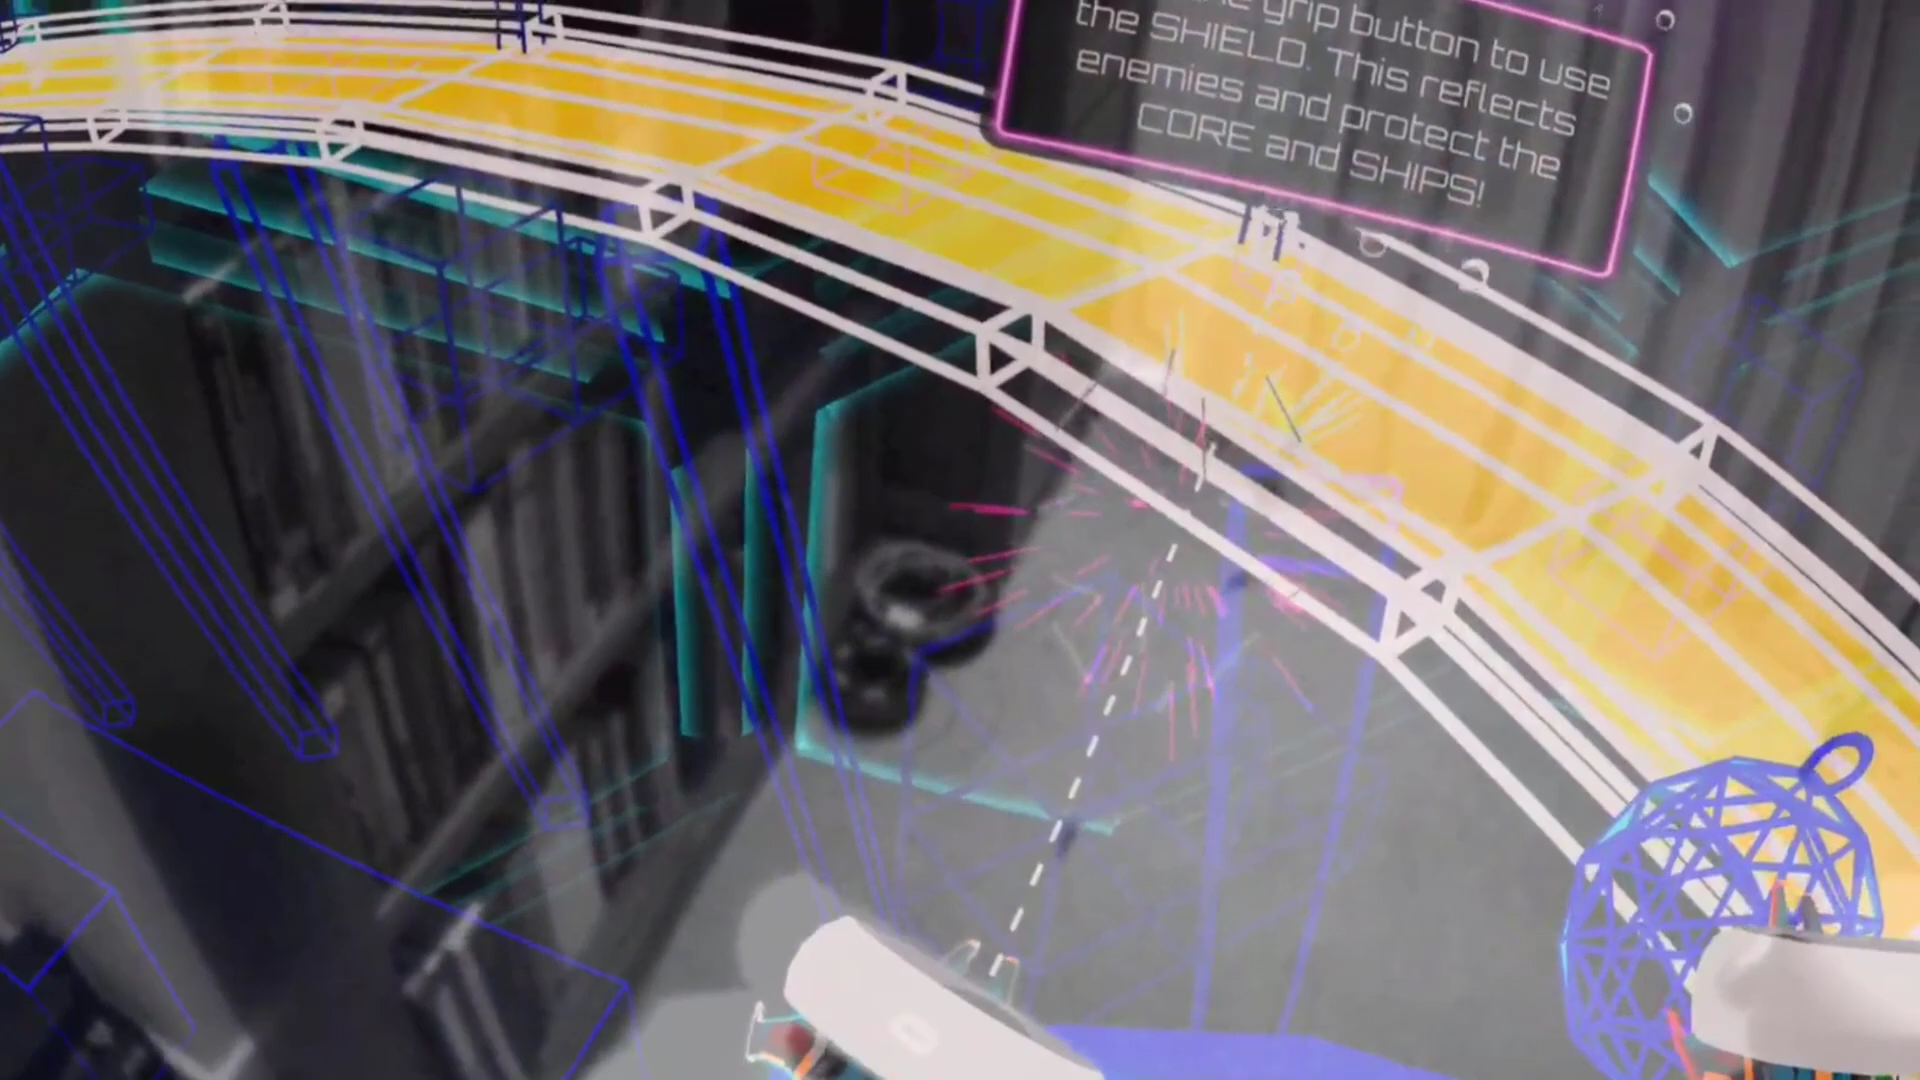 grip button to use
the SHIELD. This reflects
enemies and protect the
CORE and SHIPS!